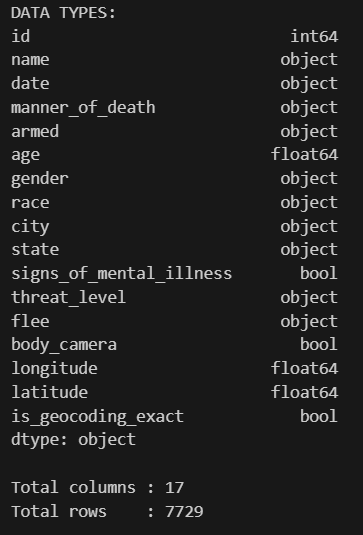 DATA TYPES:
id int64
name object
date object
manner_of_death object
armed object
age float64
gender object
race object
city object
state object
signs_of_mental_illness bool
threat_level object
flee object
body_camera bool
longitude float64
latitude float64
is_geocoding_exact bool
dtype: object
Total columns : 17
Total rows : 7729